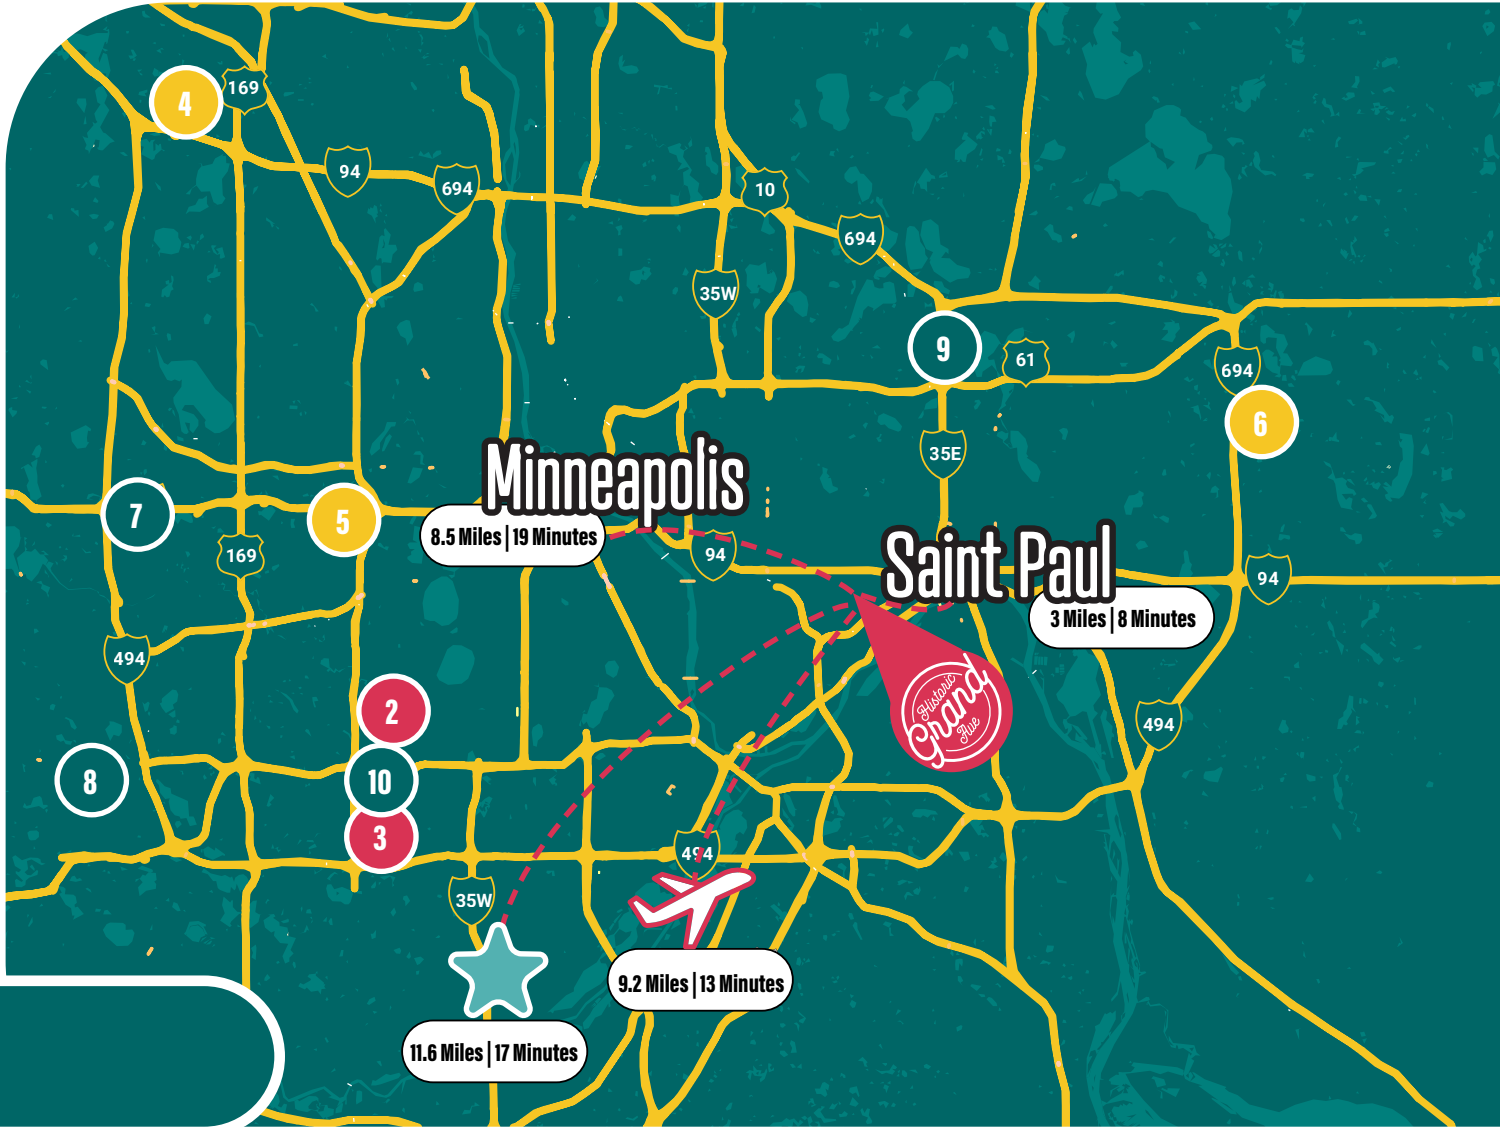 4
169
94
694
10
694
35W
9
61
694
6
35E
Minneapolis
7
5
8.5 Miles | 19 Minutes
169
94
Saint Paul
94
3 Miles | 8 Minutes
494
2
Historic
Grand
Ave
494
8
10
3
494
35W
9.2 Miles | 13 Minutes
11.6 Miles | 17 Minutes